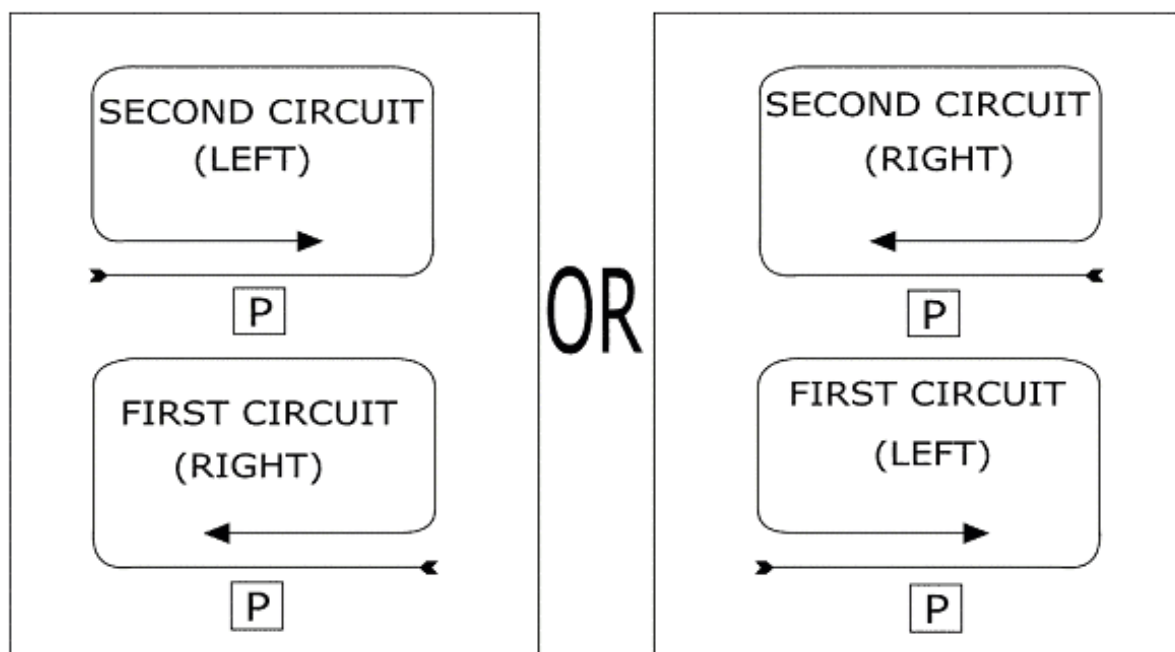 SECOND CIRCUIT
(LEFT)
P
FIRST CIRCUIT
(RIGHT)
P
OR
SECOND CIRCUIT
(RIGHT)
P
FIRST CIRCUIT
(LEFT)
P